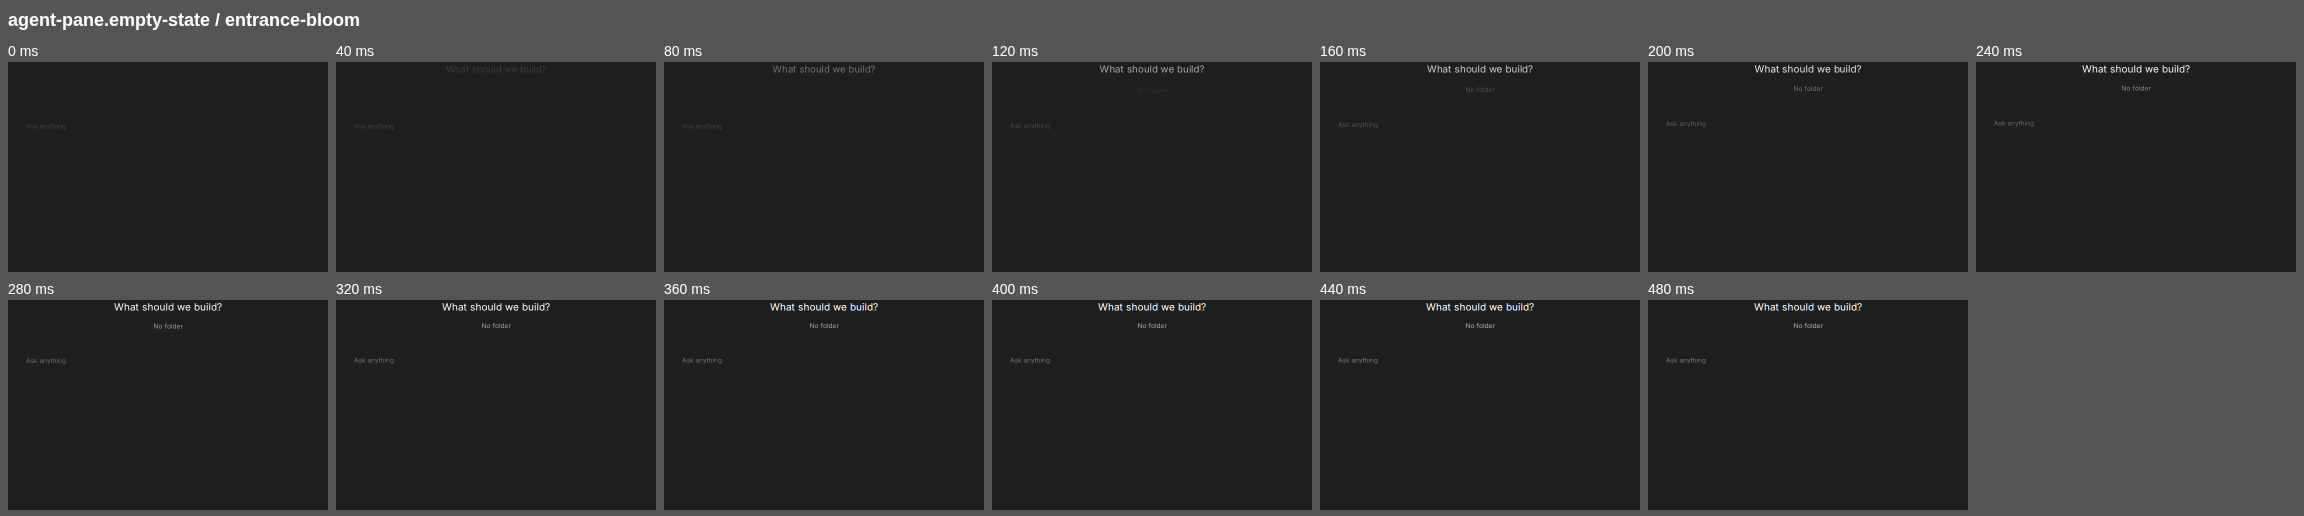 agent-pane.empty-state / entrance-bloom
0 ms 40 ms 80 ms 120 ms 160 ms 200 ms 240 ms
What should we build? What should we build? What should we build? What should we build? What should we build? What should we build?
No folder No folder No folder No folder
Ask anything Ask anything Ask anything Ask anything Ask anything Ask anything Ask anything
280 ms 320 ms 360 ms 400 ms 440 ms 480 ms
What should we build? What should we build? What should we build? What should we build? What should we build? What should we build?
No folder No folder No folder No folder No folder No folder
Ask anything Ask anything Ask anything Ask anything Ask anything Ask anything